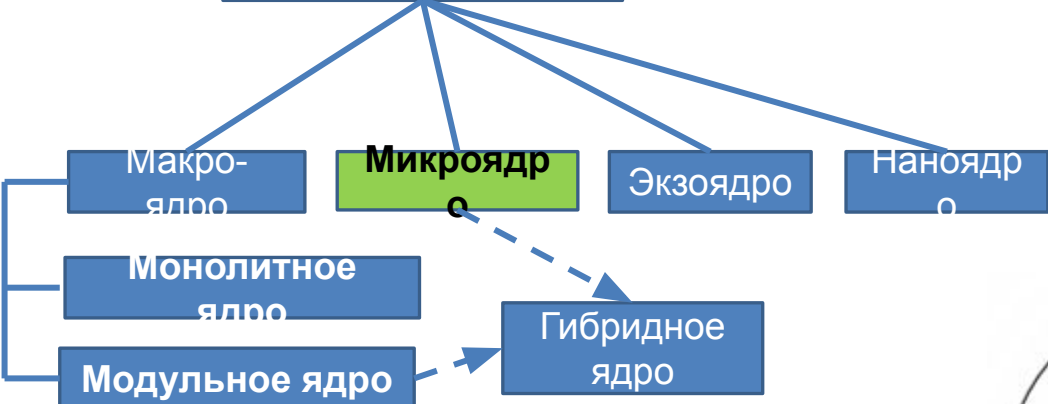 Макро-
ядро
Микроядр
о
Экзоядро
Наноядр
о
Монолитное
ядро
Гибридное
ядро
Модульное ядро